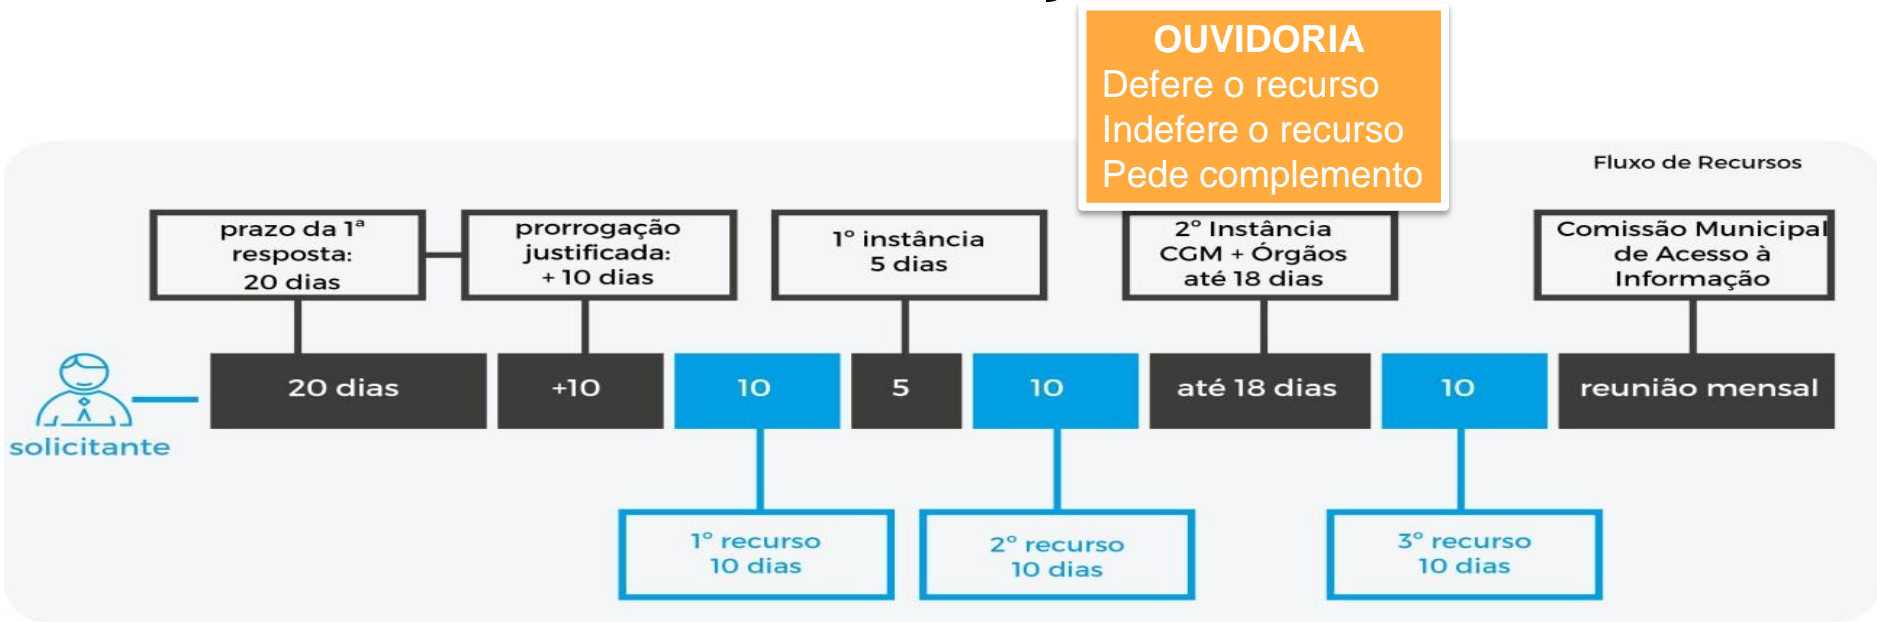 OUVIDORIA
Defere o recurso
Indefere o recurso
Pede complemento
Fluxo de Recursos
prazo da 1ª
resposta:
20 dias
prorrogação
justificada:
+ 10 dias
1º instância
5 dias
2º Instância
CGM + Órgãos
até 18 dias
Comissão Municipal
de Acesso à
Informação
solicitante
20 dias
+10
10
5
10
até 18 dias
10
reunião mensal
1º recurso
10 dias
2º recurso
10 dias
3º recurso
10 dias